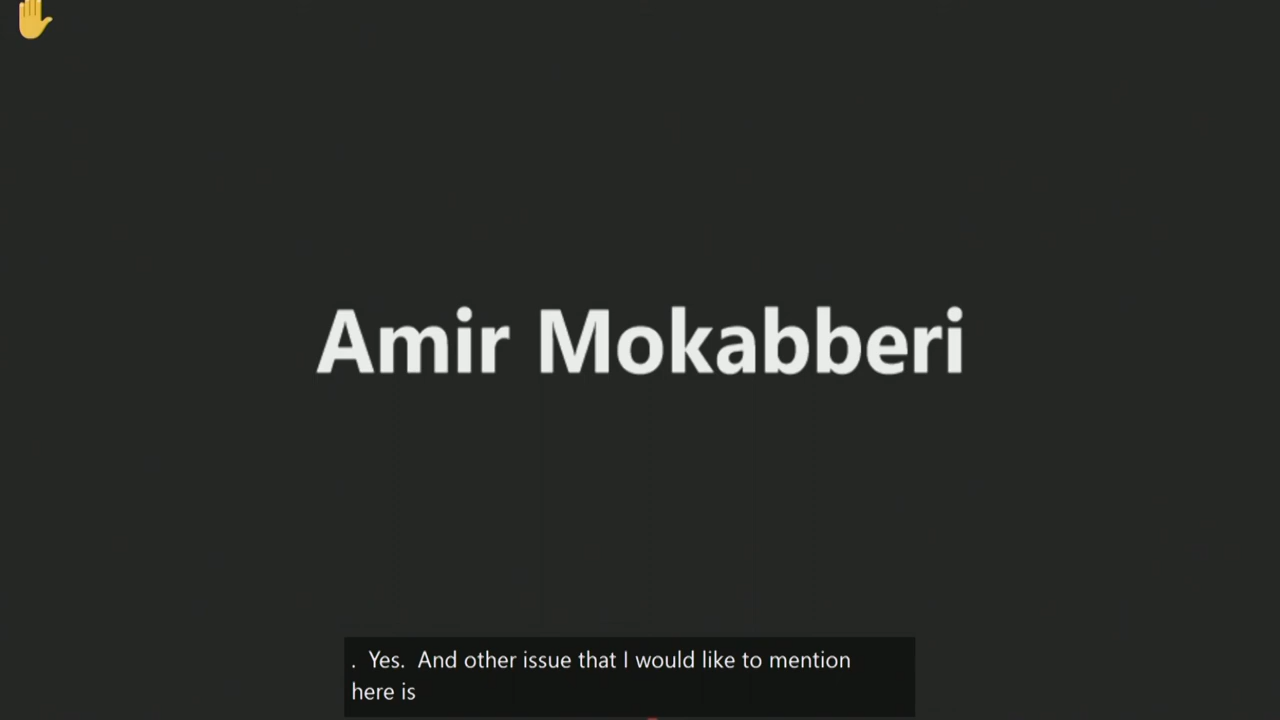 Amir Mokabberi
. Yes. And other issue that I would like to mention
here is